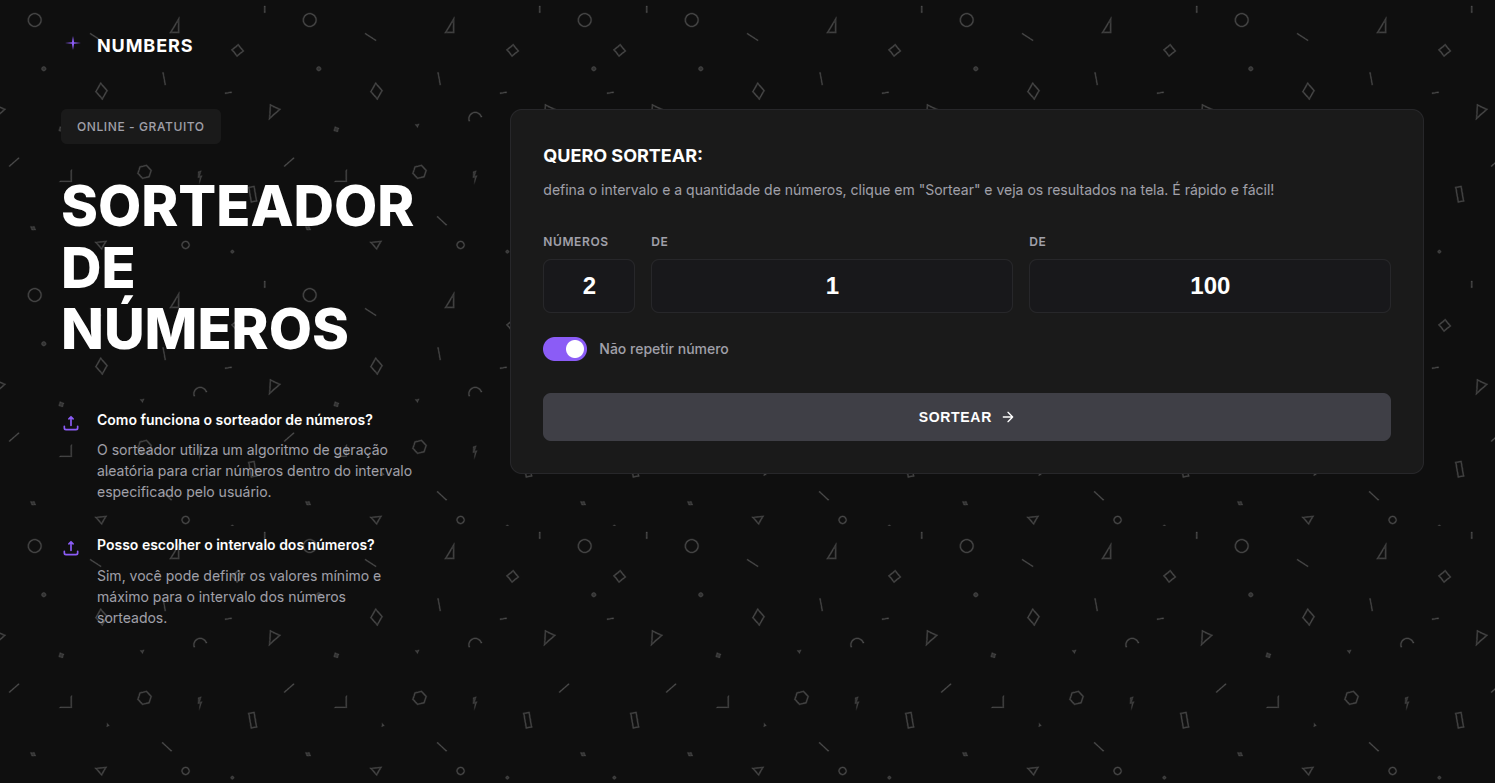 NUMBERS
ONLINE - GRATUITO
SORTEADOR
DE
NÚMEROS
Como funciona o sorteador de números?
O sorteador utiliza um algoritmo de geração
aleatória para criar números dentro do intervalo
especificado pelo usuário.
Posso escolher o intervalo dos números?
Sim, você pode definir os valores mínimo e
máximo para o intervalo dos números
sorteados.
QUERO SORTEAR:
defina o intervalo e a quantidade de números, clique em "Sortear" e veja os resultados na tela. É rápido e fácil!
NÚMEROS DE DE
2 1 100
Não repetir número
SORTEAR →